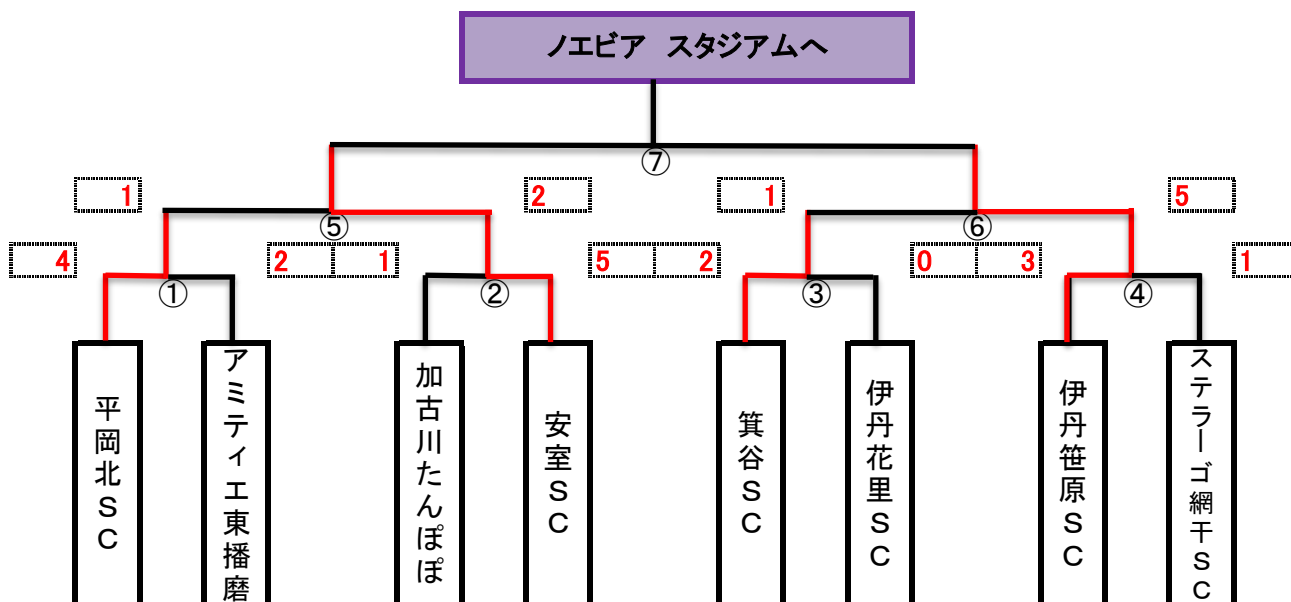 ノエビア　スタジアムへ
⑦
1
2
1
5
⑤
⑥
4
2
1
5
2
0
3
1
①
②
③
④
平岡北SC
アミティエ東播磨
加古川たんぽぽ
安室SC
箕谷SC
伊丹花里SC
伊丹笹原SC
ステラーゴ網干SC